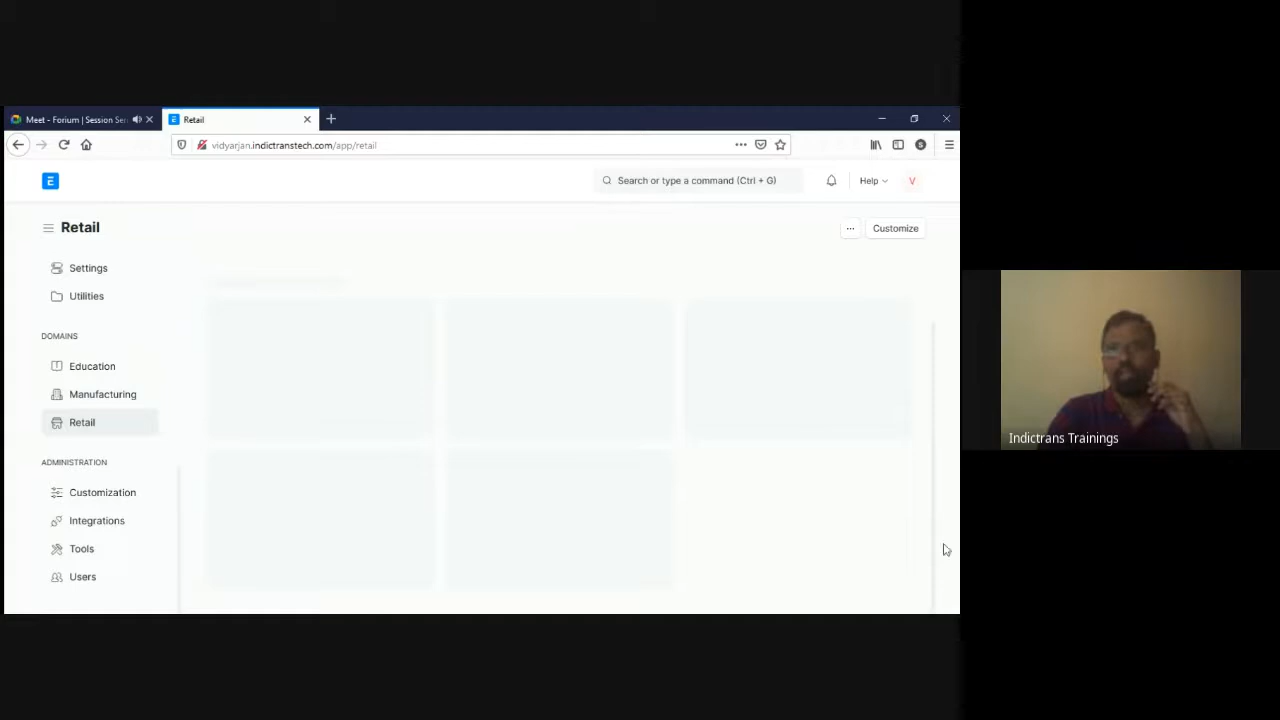 Meet - Forium | Session Ser
Retail
vidyarjan.indictranstech.com/app/retail
Search or type a command (Ctrl + G)
Help
V
Retail
Customize
Settings
Utilities
DOMAINS
Education
Manufacturing
Retail
ADMINISTRATION
Customization
Integrations
Tools
Users
Indictrans Trainings